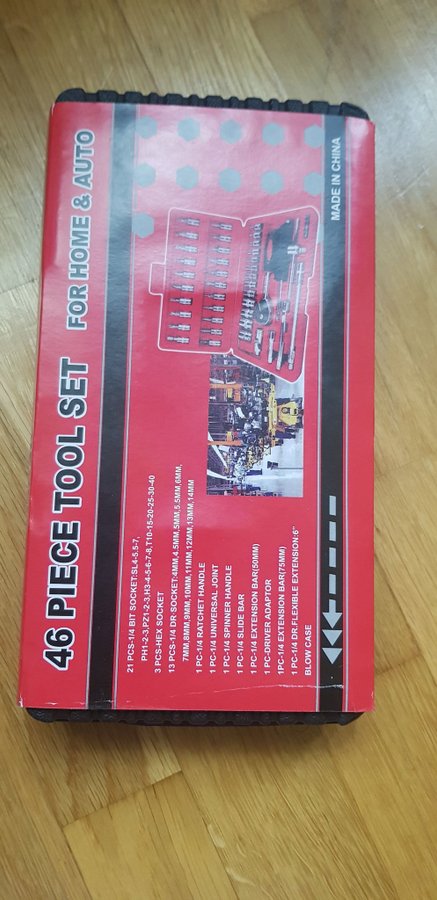 46 PIECE TOOL SET FOR HOME & AUTO
21 PCS-1/4 BIT SOCKET:SL4-5.5-7,
PH1-2-3,PZ1-2-3,H3-4-5-6-7-8,T10-15-20-25-30-40
3 PCS-HEX SOCKET
13 PCS-1/4 DR.SOCKET:4MM,4.5MM,5MM,5.5MM,6MM,
7MM,8MM,9MM,10MM,11MM,12MM,13MM,14MM
1 PC-1/4 RATCHET HANDLE
1 PC-1/4 UNIVERSAL JOINT
1 PC-1/4 SPINNER HANDLE
1 PC-1/4 SLIDE BAR
1 PC-1/4 EXTENSION BAR(50MM)
1 PC-DRIVER ADAPTOR
1PC-1/4 EXTENSION BAR(75MM)
1 PC-1/4 DR.FLEXIBLE EXTENSION:6"
BLOW CASE
MADE IN CHINA